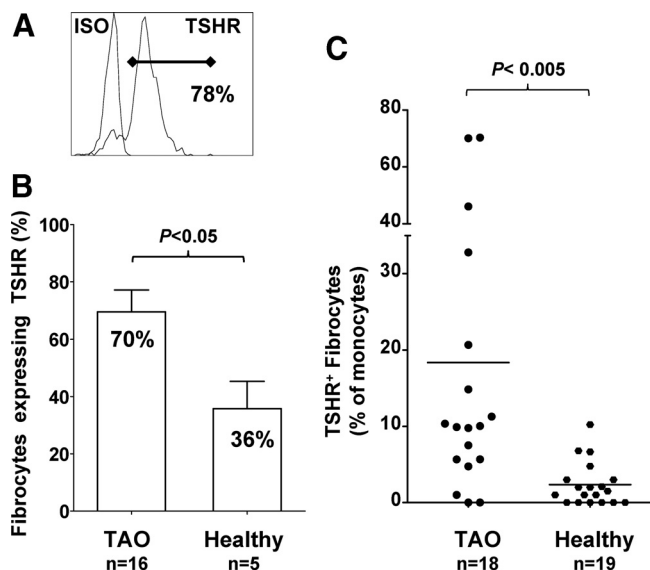 A
ISO TSHR
78%
B
Fibrocytes expressing TSHR (%)
100
80
60
40
20
0
P<0.05
70%
36%
TAO Healthy
n=16 n=5
C
P< 0.005
TSHR+ Fibrocytes
(% of monocytes)
80
60
40
30
20
10
0
TAO Healthy
n=18 n=19